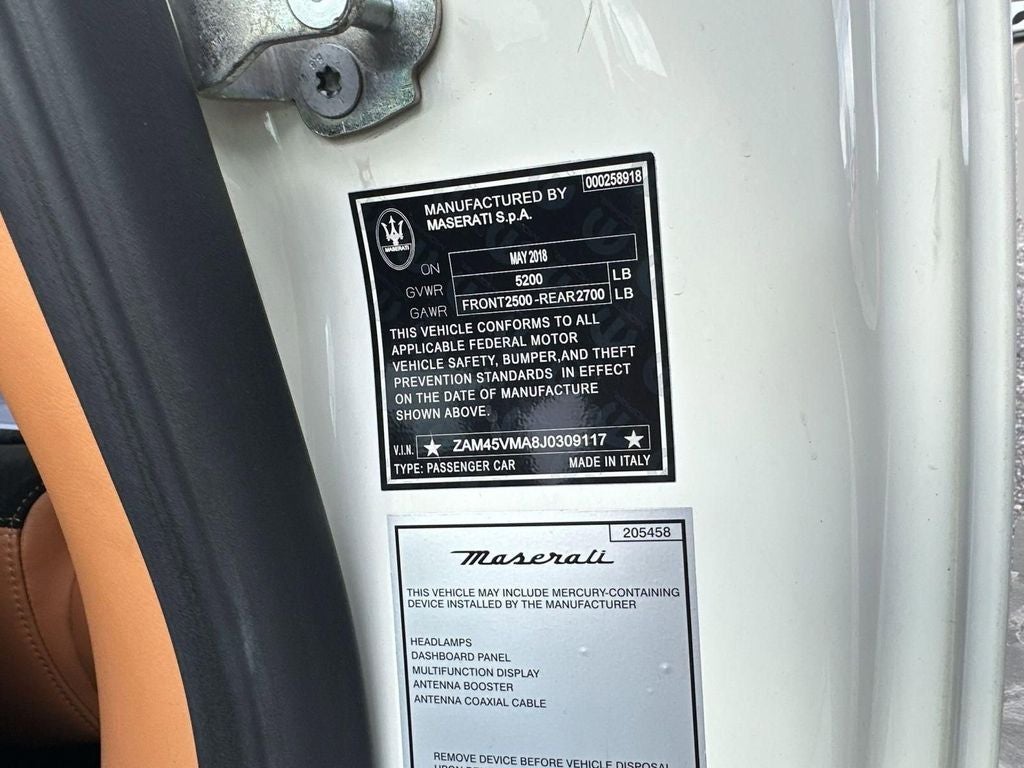 000258918
MANUFACTURED BY
MASERATI S.p.A.
MASERATI
ON MAY 2018
GVWR 5200 LB
GAWR FRONT2500-REAR2700 LB
THIS VEHICLE CONFORMS TO ALL
APPLICABLE FEDERAL MOTOR
VEHICLE SAFETY, BUMPER,AND THEFT
PREVENTION STANDARDS IN EFFECT
ON THE DATE OF MANUFACTURE
SHOWN ABOVE.
V.I.N. ★ ZAM45VMA8J0309117 ★
TYPE: PASSENGER CAR MADE IN ITALY
205458
Maserati
THIS VEHICLE MAY INCLUDE MERCURY-CONTAINING
DEVICE INSTALLED BY THE MANUFACTURER
HEADLAMPS
DASHBOARD PANEL
MULTIFUNCTION DISPLAY
ANTENNA BOOSTER
ANTENNA COAXIAL CABLE
REMOVE DEVICE BEFORE VEHICLE DISPOSAL